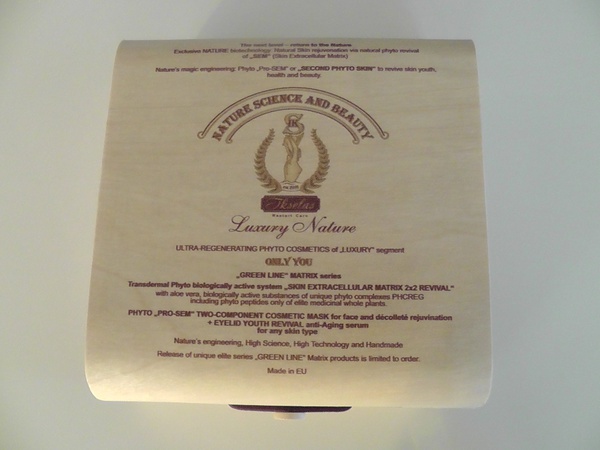 The next level – return to the Nature
Exclusive NATURE biotechnology: Natural Skin rejuvenation via natural phyto revival
of „SEM" (Skin Extracellular Matrix)
Nature's magic engineering: Phyto „Pro-SEM" or „SECOND PHYTO SKIN" to revive skin youth,
health and beauty.
NATURE SCIENCE AND BEAUTY
Luxury Nature
ULTRA-REGENERATING PHYTO COSMETICS of „LUXURY" segment
ONLY YOU
„GREEN LINE" MATRIX series
Transdermal Phyto biologically active system „SKIN EXTRACELLULAR MATRIX 2x2 REVIVAL"
with aloe vera, biologically active substances of unique phyto complexes PHCREG
including phyto peptides only of elite medicinal whole plants.
PHYTO „PRO-SEM" TWO-COMPONENT COSMETIC MASK for face and décolleté rejuvination
+ EYELID YOUTH REVIVAL anti-Aging serum
for any skin type
Nature's engineering, High Science, High Technology and Handmade
Release of unique elite series „GREEN LINE" Matrix products is limited to order.
Made in EU